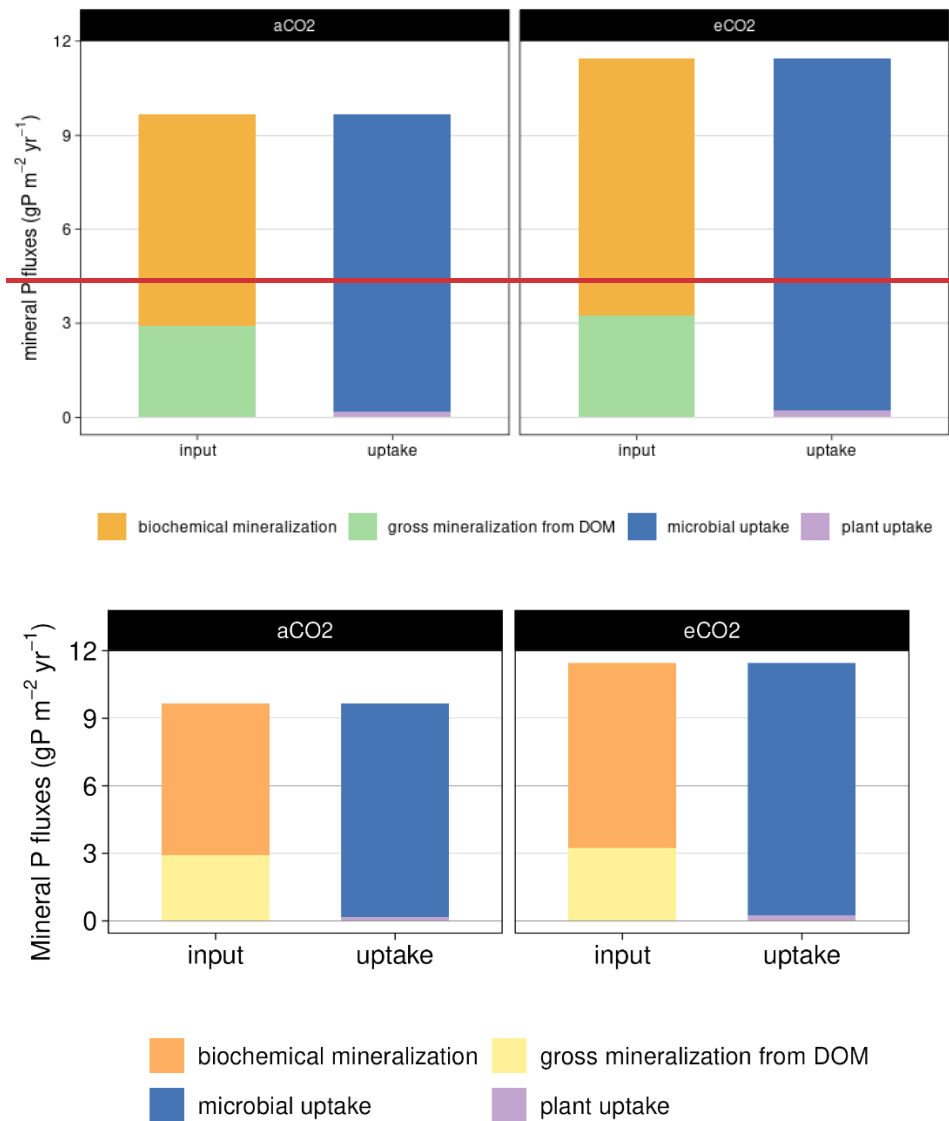 aCO2 eCO2
12
9
6
3
0
mineral P fluxes (gP m⁻² yr⁻¹)
input uptake input uptake
biochemical mineralization gross mineralization from DOM microbial uptake plant uptake
aCO2 eCO2
12
9
6
3
0
Mineral P fluxes (gP m⁻² yr⁻¹)
input uptake input uptake
biochemical mineralization gross mineralization from DOM
microbial uptake plant uptake